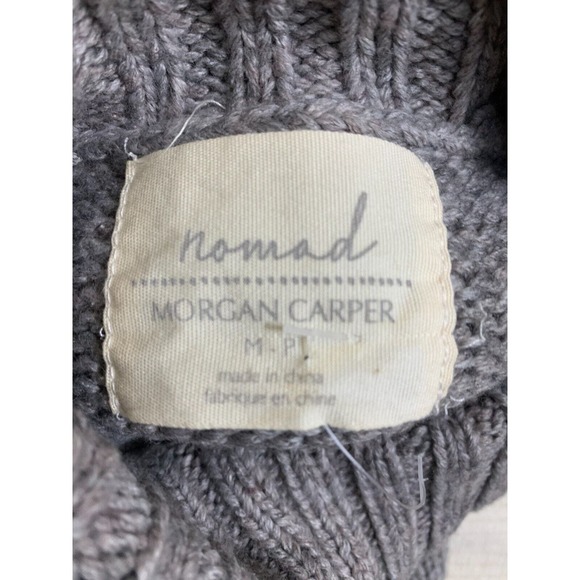 nomad
MORGAN CARPER
M - P
made in china
fabriqué en chine